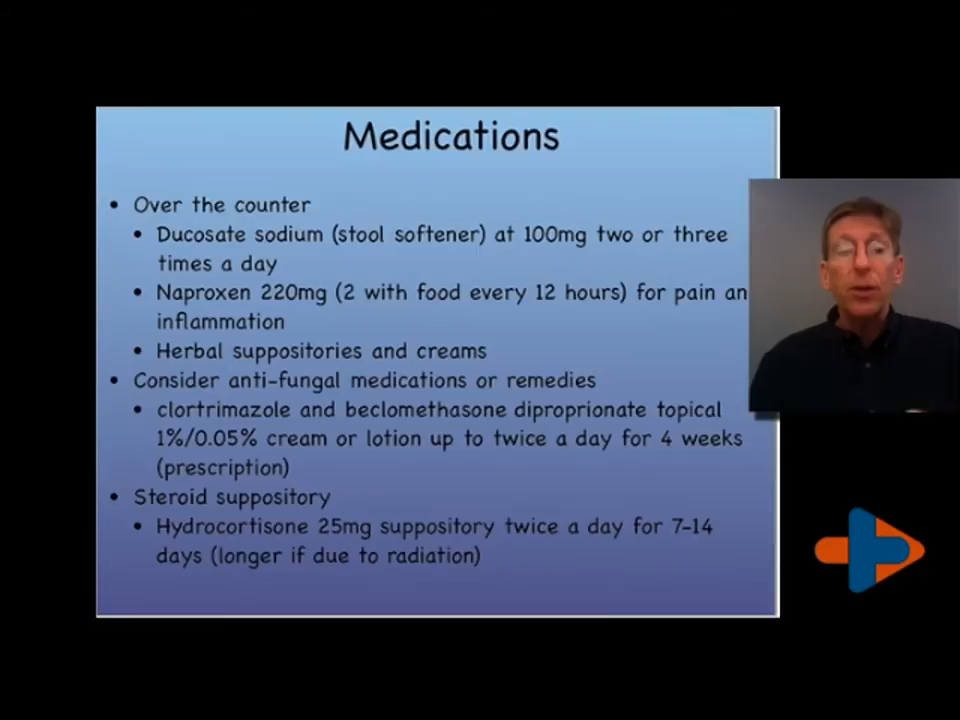 Medications
• Over the counter
• Ducosate sodium (stool softener) at 100mg two or three
times a day
• Naproxen 220mg (2 with food every 12 hours) for pain an
inflammation
• Herbal suppositories and creams
• Consider anti-fungal medications or remedies
• clortrimazole and beclomethasone diproprionate topical
1%/0.05% cream or lotion up to twice a day for 4 weeks
(prescription)
• Steroid suppository
• Hydrocortisone 25mg suppository twice a day for 7-14
days (longer if due to radiation)